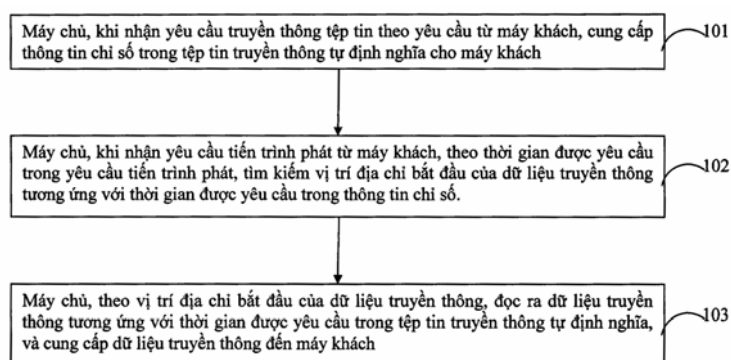 Máy chủ, khi nhận yêu cầu truyền thông tệp tin theo yêu cầu từ máy khách, cung cấp
thông tin chỉ số trong tệp tin truyền thông tự định nghĩa cho máy khách
101
Máy chủ, khi nhận yêu cầu tiến trình phát từ máy khách, theo thời gian được yêu cầu
trong yêu cầu tiến trình phát, tìm kiếm vị trí địa chỉ bắt đầu của dữ liệu truyền thông
tương ứng với thời gian được yêu cầu trong thông tin chỉ số.
102
Máy chủ, theo vị trí địa chỉ bắt đầu của dữ liệu truyền thông, đọc ra dữ liệu truyền
thông tương ứng với thời gian được yêu cầu trong tệp tin truyền thông tự định nghĩa,
và cung cấp dữ liệu truyền thông đến máy khách
103